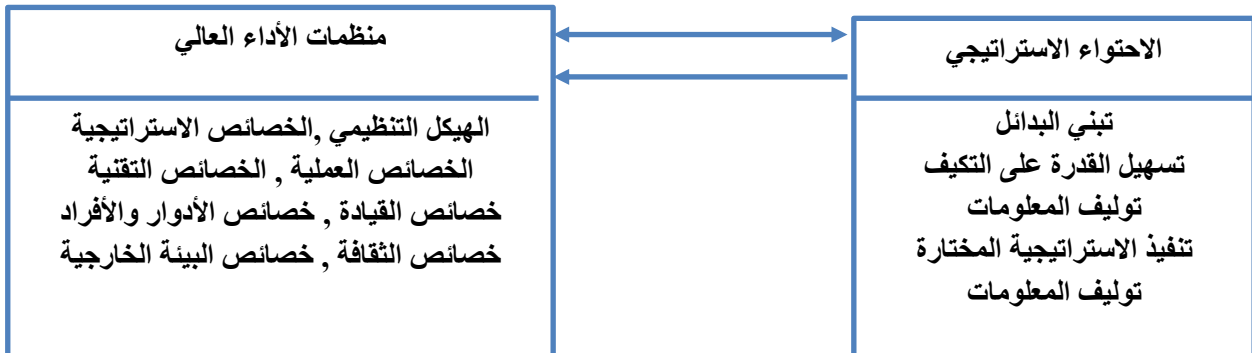 الاحتواء الاستراتيجي
تبني البدائل
تسهيل القدرة على التكيف
توليف المعلومات
تنفيذ الاستراتيجية المختارة
توليف المعلومات
منظمات الأداء العالي
الهيكل التنظيمي ,الخصائص الاستراتيجية
الخصائص العملية , الخصائص التقنية
خصائص القيادة , خصائص الأدوار والأفراد
خصائص الثقافة , خصائص البيئة الخارجية